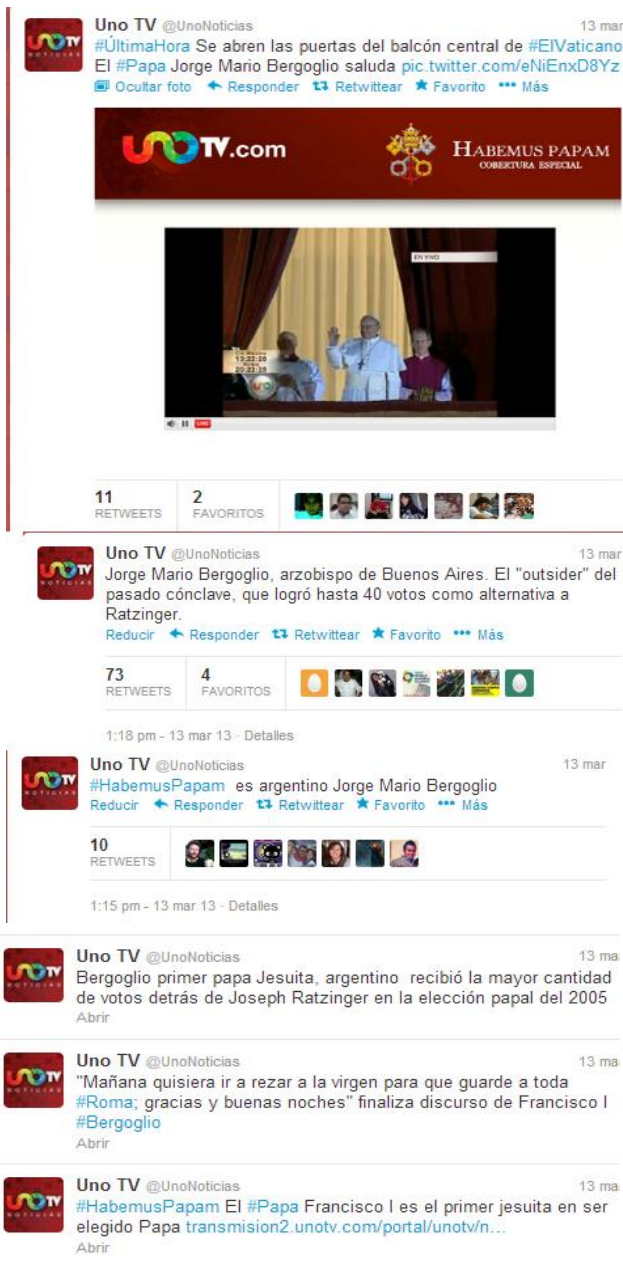 Uno TV @UnoNoticias 13 mar
#ÚltimaHora Se abren las puertas del balcón central de #ElVaticano
El #Papa Jorge Mario Bergoglio saluda pic.twitter.com/eNiEnxD8Yz
Ocultar foto Responder Retwittear Favorito Más
unoTV.com
HABEMUS PAPAM
COBERTURA ESPECIAL
EN VIVO
13:22:25
20:22:25
11 RETWEETS
2 FAVORITOS
Uno TV @UnoNoticias 13 mar
Jorge Mario Bergoglio, arzobispo de Buenos Aires. El "outsider" del
pasado cónclave, que logró hasta 40 votos como alternativa a
Ratzinger.
Reducir Responder Retwittear Favorito Más
73 RETWEETS
4 FAVORITOS
1:18 pm - 13 mar 13 · Detalles
Uno TV @UnoNoticias 13 mar
#HabemusPapam es argentino Jorge Mario Bergoglio
Reducir Responder Retwittear Favorito Más
10 RETWEETS
1:15 pm - 13 mar 13 · Detalles
Uno TV @UnoNoticias 13 ma
Bergoglio primer papa Jesuita, argentino recibió la mayor cantidad
de votos detrás de Joseph Ratzinger en la elección papal del 2005
Abrir
Uno TV @UnoNoticias 13 ma
"Mañana quisiera ir a rezar a la virgen para que guarde a toda
#Roma; gracias y buenas noches" finaliza discurso de Francisco I
#Bergoglio
Abrir
Uno TV @UnoNoticias 13 ma
#HabemusPapam El #Papa Francisco I es el primer jesuita en ser
elegido Papa transmision2.unotv.com/portal/unotv/n...
Abrir